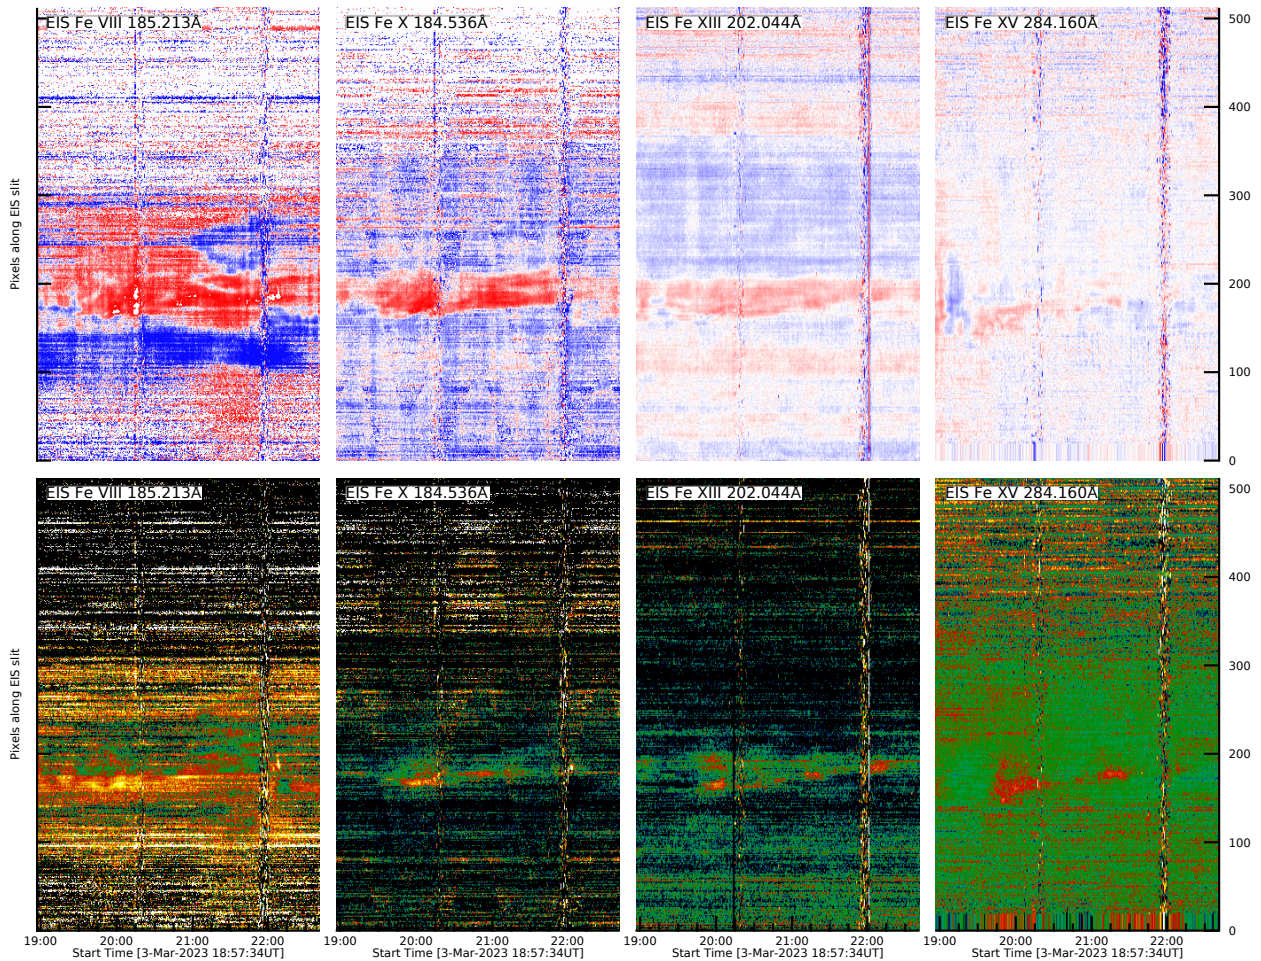 EIS Fe VIII 185.213Å EIS Fe X 184.536Å EIS Fe XIII 202.044Å EIS Fe XV 284.160Å
500
400
300
200
100
0
Pixels along EIS slit
EIS Fe VIII 185.213Å EIS Fe X 184.536Å EIS Fe XIII 202.044Å EIS Fe XV 284.160Å
500
400
300
200
100
0
Pixels along EIS slit
19:00 20:00 21:00 22:00 19:00 20:00 21:00 22:00 19:00 20:00 21:00 22:00 19:00 20:00 21:00 22:00
Start Time [3-Mar-2023 18:57:34UT] Start Time [3-Mar-2023 18:57:34UT] Start Time [3-Mar-2023 18:57:34UT] Start Time [3-Mar-2023 18:57:34UT]